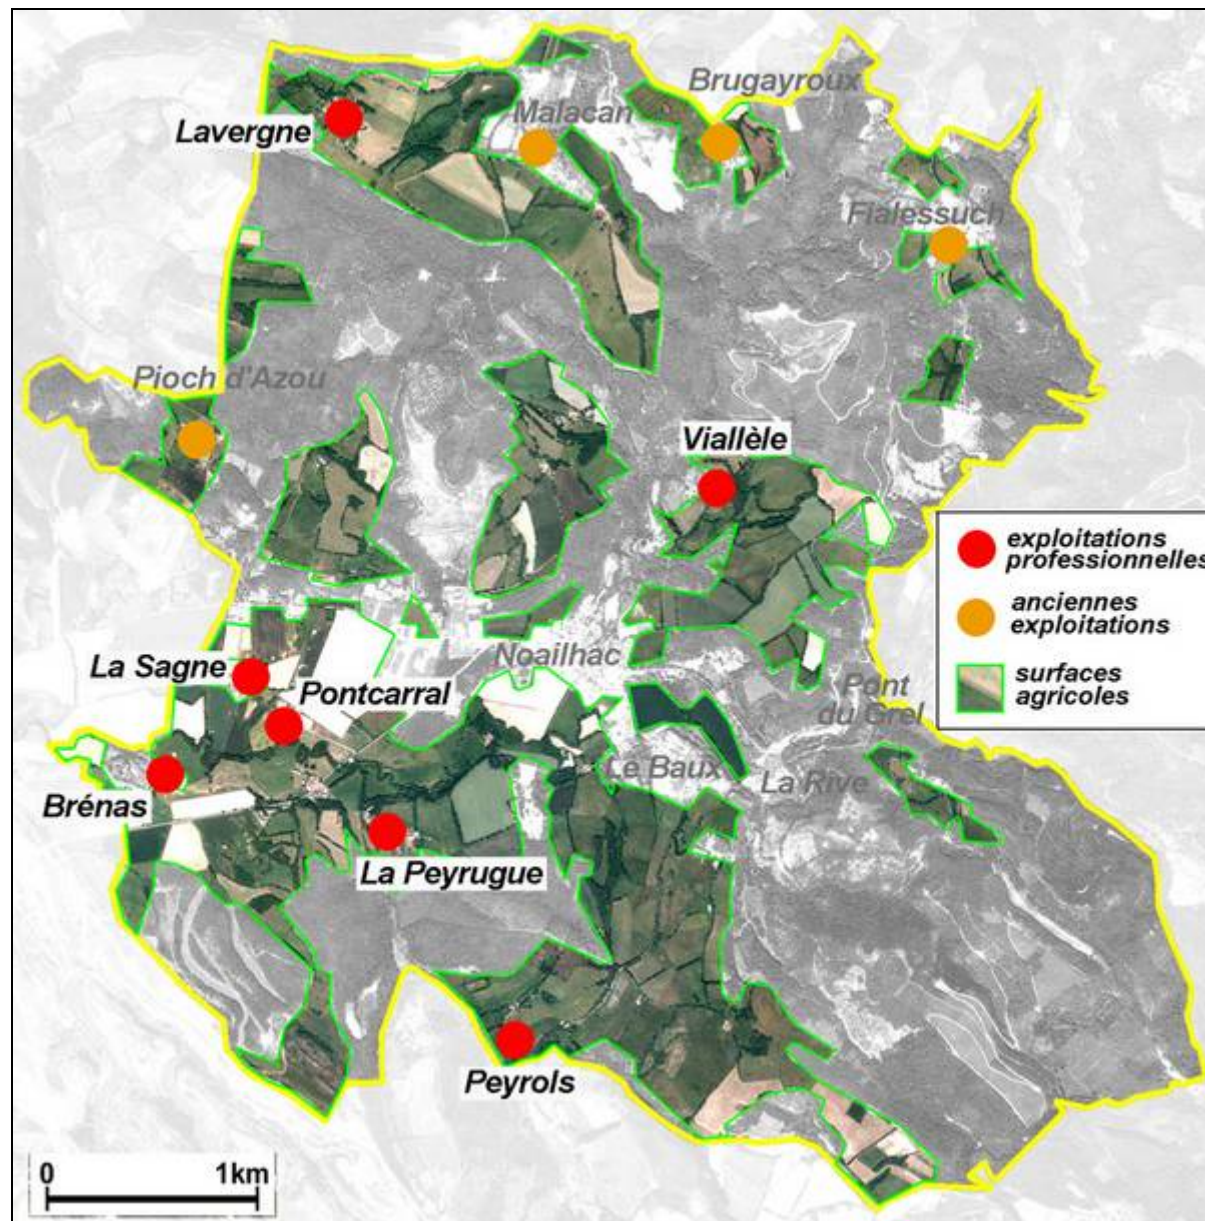 Brugayroux
Malacan
Lavergne
Fialessuch
Pioch d'Azou
Viallèle
exploitations
professionnelles
anciennes
exploitations
surfaces
agricoles
La Sagne
Noailhac
Pontcarral
Pont
du Grel
Le Baux
La Rive
Brénas
La Peyrugue
Peyrols
0
1km